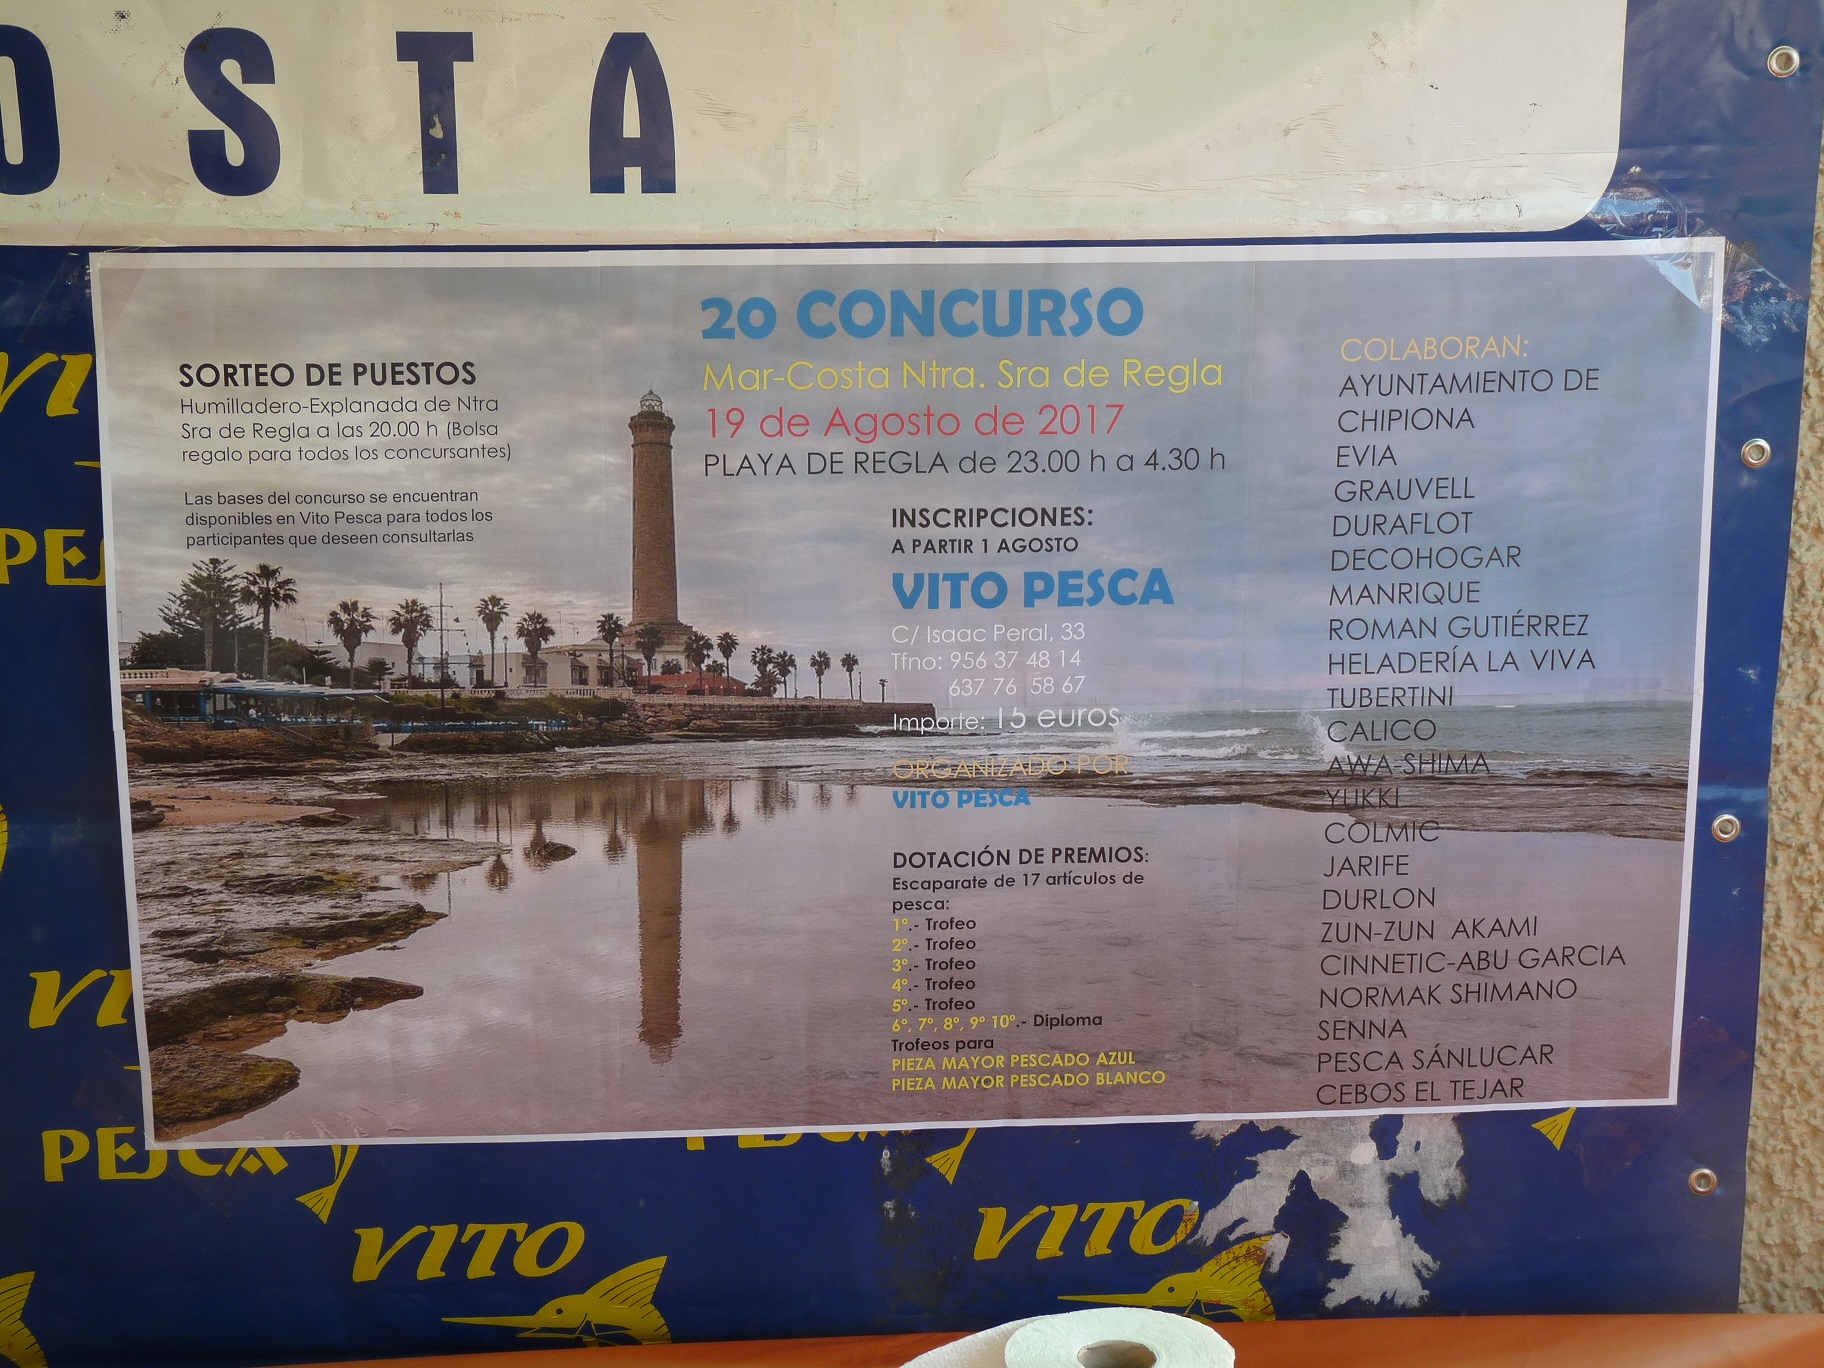 OSTA
SORTEO DE PUESTOS
Humilladero-Explanada de Ntra
Sra de Regla a las 20.00 h (Bolsa
regalo para todos los concursantes)
Las bases del concurso se encuentran
disponibles en Vito Pesca para todos los
participantes que deseen consultarlas
20 CONCURSO
Mar-Costa Ntra. Sra de Regla
19 de Agosto de 2017
PLAYA DE REGLA de 23.00 h a 4.30 h
INSCRIPCIONES:
A PARTIR 1 AGOSTO
VITO PESCA
C/ Isaac Peral, 33
Tfno: 956 37 48 14
637 76 58 67
Importe: 15 euros
ORGANIZADO POR
VITO PESCA
DOTACIÓN DE PREMIOS:
Escaparate de 17 artículos de
pesca:
1º.- Trofeo
2º.- Trofeo
3º.- Trofeo
4º.- Trofeo
5º.- Trofeo
6º, 7º, 8º, 9º 10º.- Diploma
Trofeos para
PIEZA MAYOR PESCADO AZUL
PIEZA MAYOR PESCADO BLANCO
COLABORAN:
AYUNTAMIENTO DE
CHIPIONA
EVIA
GRAUVELL
DURAFLOT
DECOHOGAR
MANRIQUE
ROMAN GUTIÉRREZ
HELADERÍA LA VIVA
TUBERTINI
CALICO
AWA-SHIMA
YUKKI
COLMIC
JARIFE
DURLON
ZUN-ZUN AKAMI
CINNETIC-ABU GARCIA
NORMAK SHIMANO
SENNA
PESCA SÁNLUCAR
CEBOS EL TEJAR
VI
PES
VI
PESCA
VITO
VITO